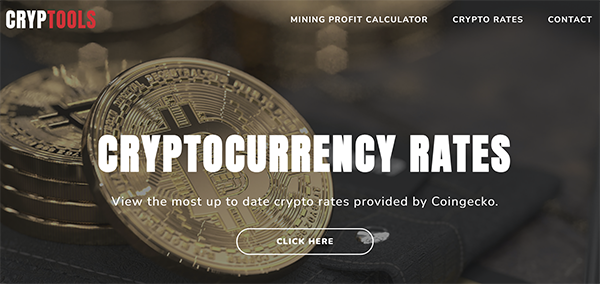 CRYPTOOLS
MINING PROFIT CALCULATOR CRYPTO RATES CONTACT
CRYPTOCURRENCY RATES
View the most up to date crypto rates provided by Coingecko.
CLICK HERE